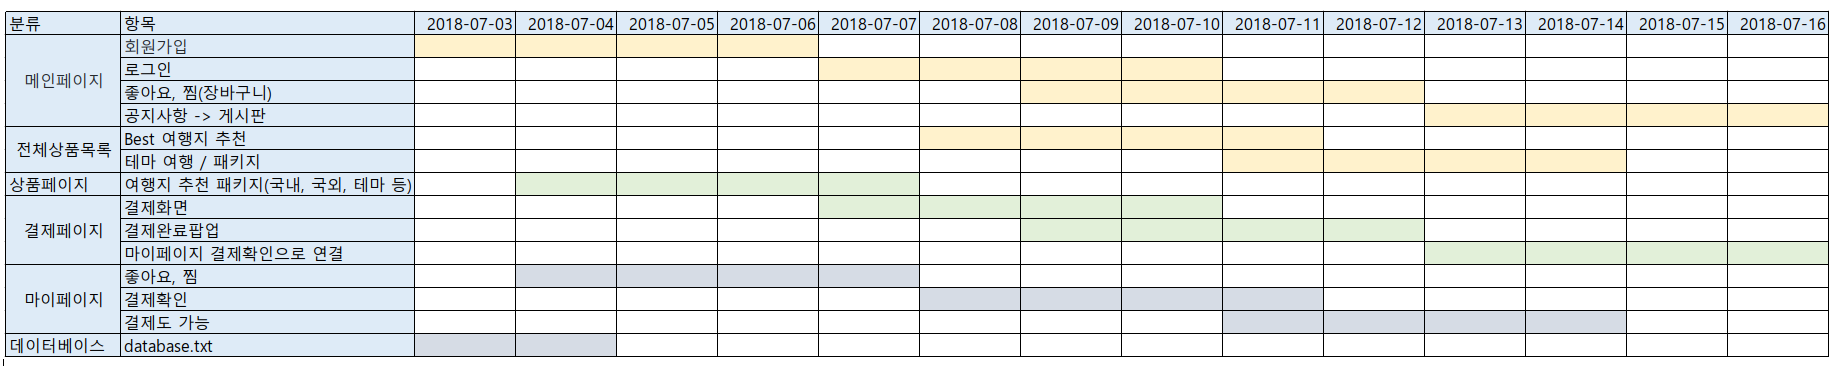 분류 항목 2018-07-03 2018-07-04 2018-07-05 2018-07-06 2018-07-07 2018-07-08 2018-07-09 2018-07-10 2018-07-11 2018-07-12 2018-07-13 2018-07-14 2018-07-15 2018-07-16
메인페이지
회원가입
로그인
좋아요, 찜(장바구니)
공지사항 -> 게시판
전체상품목록
Best 여행지 추천
테마 여행 / 패키지
상품페이지 여행지 추천 패키지(국내, 국외, 테마 등)
결제페이지
결제화면
결제완료팝업
마이페이지 결제확인으로 연결
마이페이지
좋아요, 찜
결제확인
결제도 가능
데이터베이스 database.txt